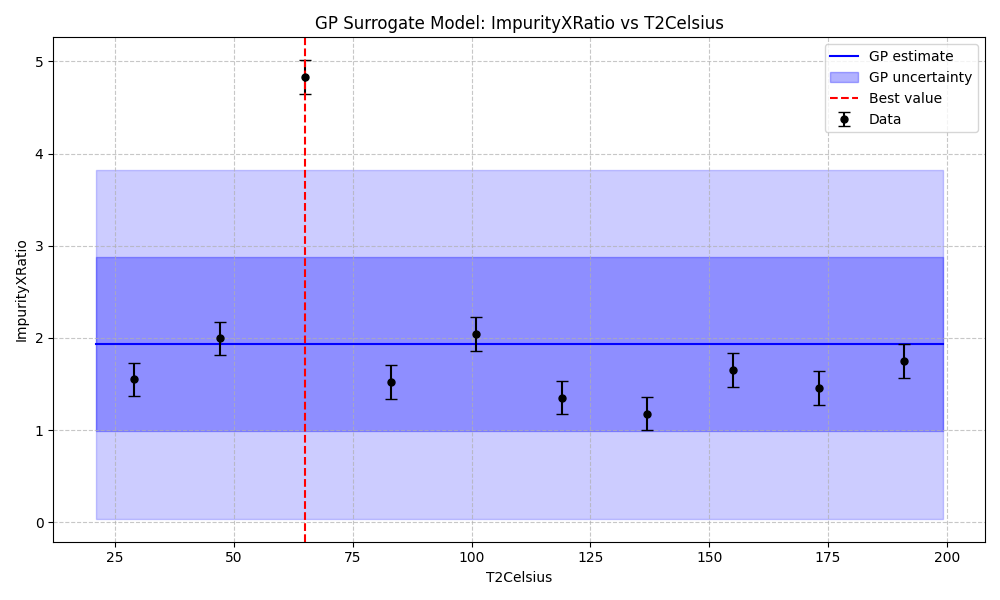 GP Surrogate Model: ImpurityXRatio vs T2Celsius
GP estimate
GP uncertainty
Best value
Data
5
4
3
2
1
0
ImpurityXRatio
25
50
75
100
125
150
175
200
T2Celsius